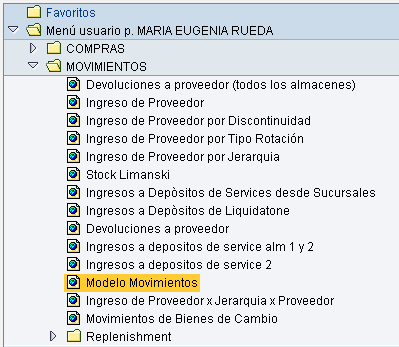 Favoritos
Menú usuario p. MARIA EUGENIA RUEDA
COMPRAS
MOVIMIENTOS
Devoluciones a proveedor (todos los almacenes)
Ingreso de Proveedor
Ingreso de Proveedor por Discontinuidad
Ingreso de Proveedor por Tipo Rotación
Ingreso de Proveedor por Jerarquia
Stock Limanski
Ingresos a Depòsitos de Services desde Sucursales
Ingresos a Depòsitos de Liquidatone
Devoluciones a proveedor
Ingresos a depositos de service alm 1 y 2
Ingresos a depositos de service 2
Modelo Movimientos
Ingreso de Proveedor x Jerarquia x Proveedor
Movimientos de Bienes de Cambio
Replenishment